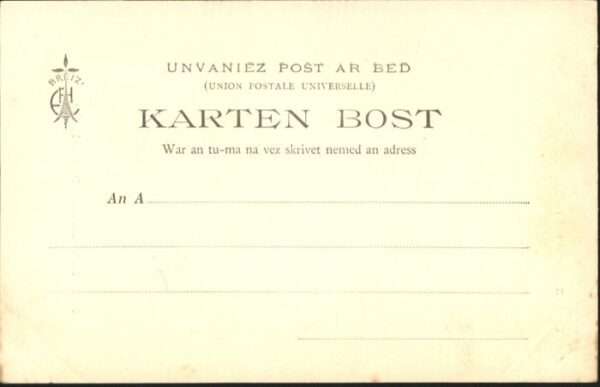 BREIZ
UNVANIEZ POST AR BED
(UNION POSTALE UNIVERSELLE)
KARTEN BOST
War an tu-ma na vez skrivet nemed an adress
An A